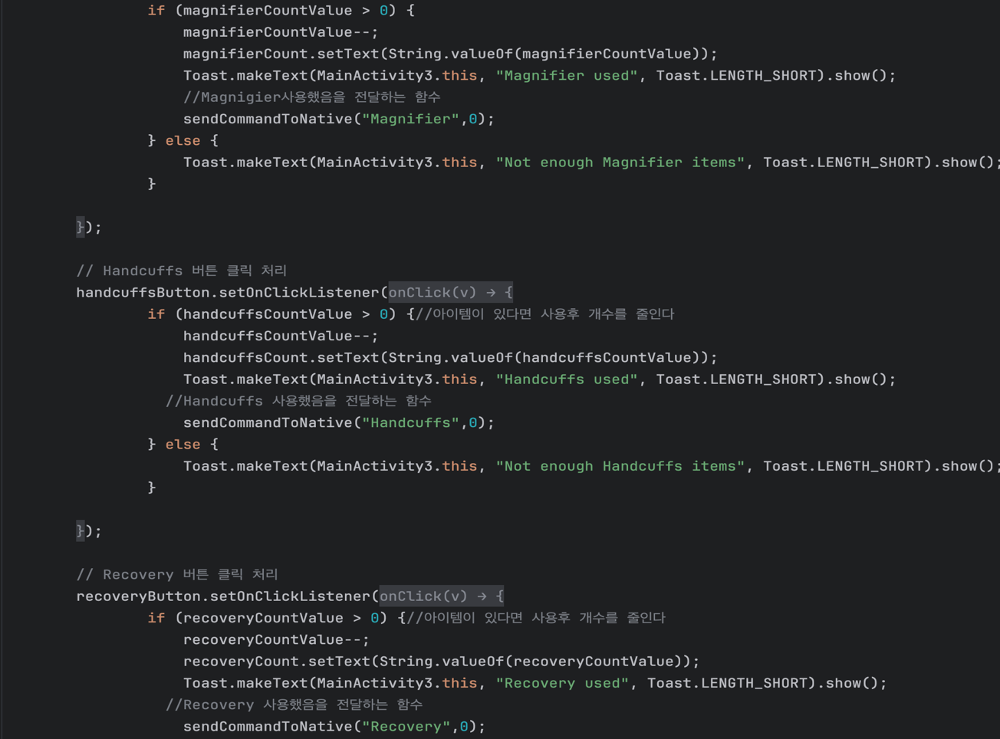 if (magnifierCountValue > 0) {
magnifierCountValue--;
magnifierCount.setText(String.valueOf(magnifierCountValue));
Toast.makeText(MainActivity3.this, "Magnifier used", Toast.LENGTH_SHORT).show();
//Magnigier사용했음을 전달하는 함수
sendCommandToNative("Magnifier",0);
} else {
Toast.makeText(MainActivity3.this, "Not enough Magnifier items", Toast.LENGTH_SHORT).show();
}
});
// Handcuffs 버튼 클릭 처리
handcuffsButton.setOnClickListener(onClick(v) → {
if (handcuffsCountValue > 0) {//아이템이 있다면 사용후 개수를 줄인다
handcuffsCountValue--;
handcuffsCount.setText(String.valueOf(handcuffsCountValue));
Toast.makeText(MainActivity3.this, "Handcuffs used", Toast.LENGTH_SHORT).show();
//Handcuffs 사용했음을 전달하는 함수
sendCommandToNative("Handcuffs",0);
} else {
Toast.makeText(MainActivity3.this, "Not enough Handcuffs items", Toast.LENGTH_SHORT).show();
}
});
// Recovery 버튼 클릭 처리
recoveryButton.setOnClickListener(onClick(v) → {
if (recoveryCountValue > 0) {//아이템이 있다면 사용후 개수를 줄인다
recoveryCountValue--;
recoveryCount.setText(String.valueOf(recoveryCountValue));
Toast.makeText(MainActivity3.this, "Recovery used", Toast.LENGTH_SHORT).show();
//Recovery 사용했음을 전달하는 함수
sendCommandToNative("Recovery",0);